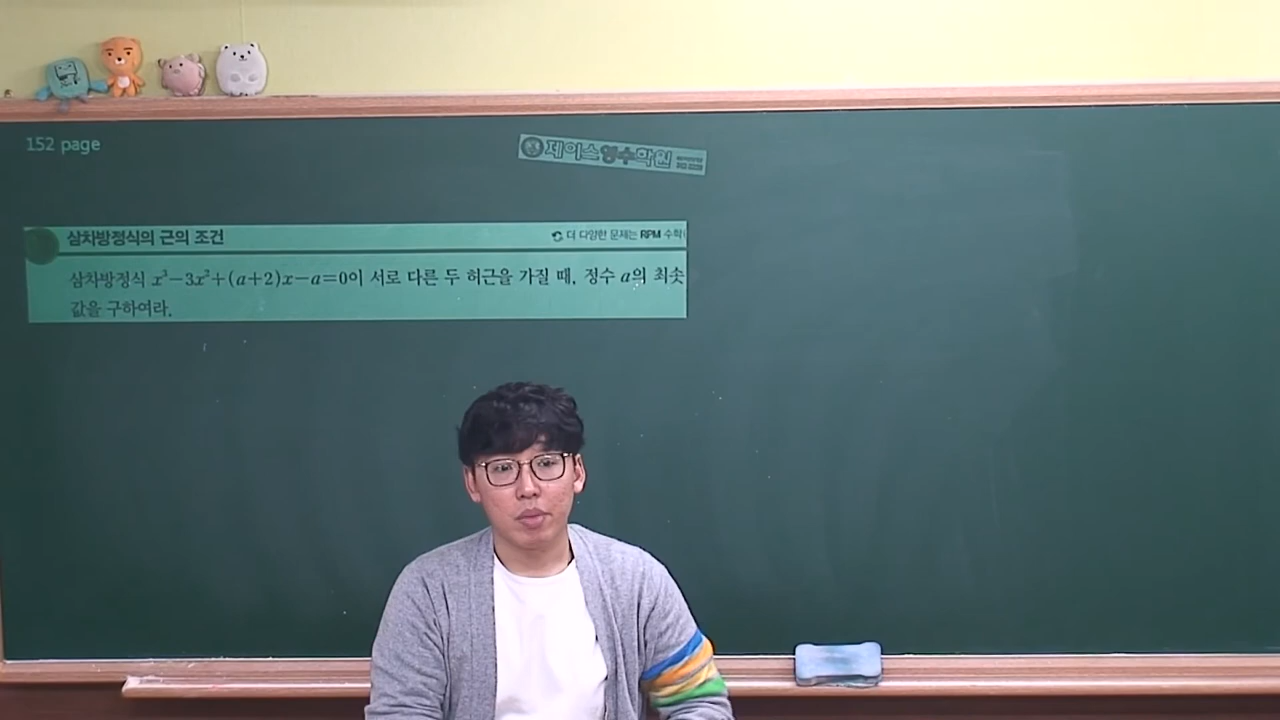 152 page
제이스영수학원
삼차방정식의 근의 조건
더 다양한 문제는 RPM 수학
삼차방정식 x³-3x²+(a+2)x-a=0이 서로 다른 두 허근을 가질 때, 정수 a의 최솟
값을 구하여라.